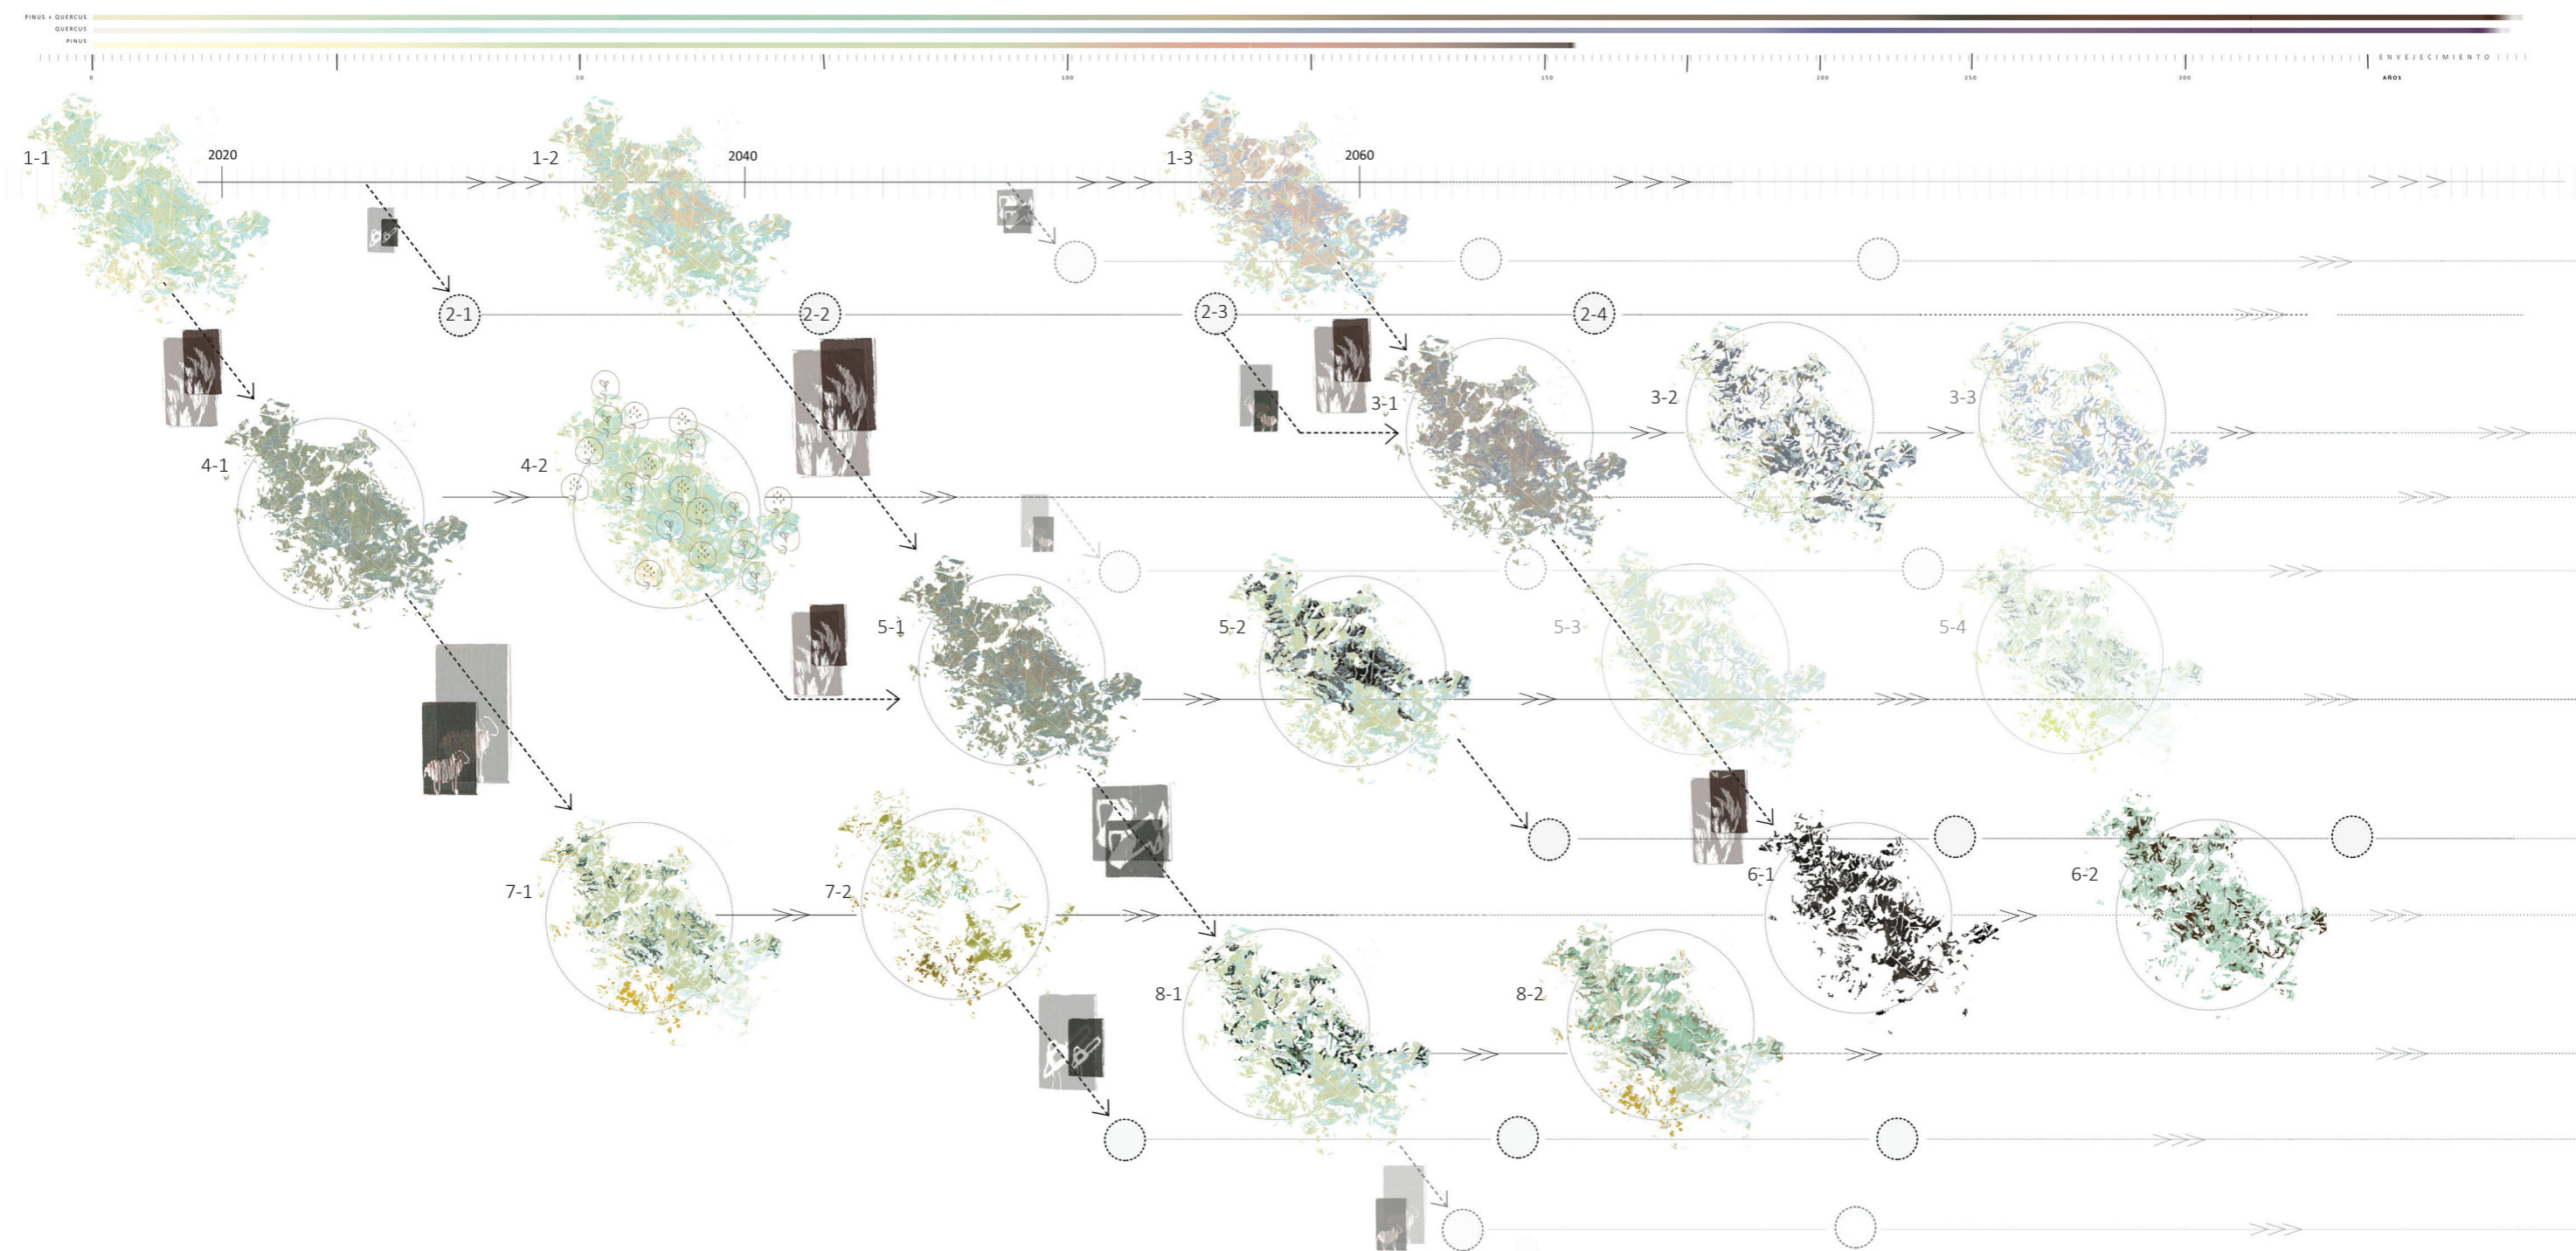 PINUS + QUERCUS
QUERCUS
PINUS
ENVEJECIMIENTO
0 50 100 150 200 250 300 AÑOS
1-1 2020 1-2 2040 1-3 2060
2-1 2-2 2-3 2-4
3-1 3-2 3-3
4-1 4-2
5-1 5-2 5-3 5-4
6-1 6-2
7-1 7-2
8-1 8-2